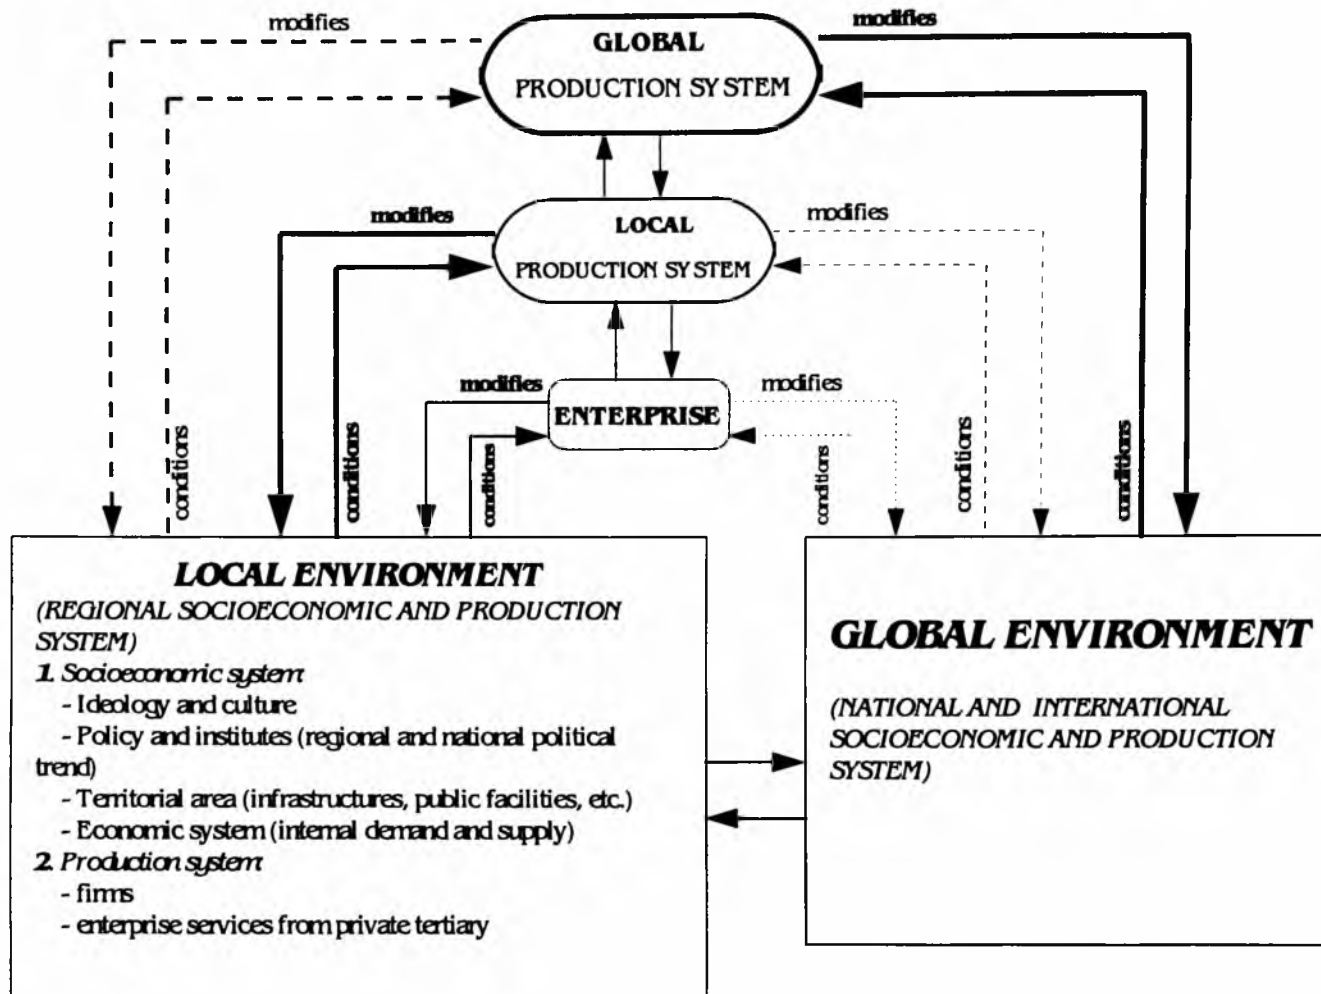 modifies
modifies
GLOBAL
PRODUCTION SYSTEM
modifies
LOCAL
modifies
PRODUCTION SYSTEM
modifies
modifies
ENTERPRISE
conditions
conditions
conditions
conditions
conditions
conditions
LOCAL ENVIRONMENT
(REGIONAL SOCIOECONOMIC AND PRODUCTION
SYSTEM)
1. Socioeconomic system:
- Ideology and culture
- Policy and institutes (regional and national political
trend)
- Territorial area (infrastructures, public facilities, etc.)
- Economic system (internal demand and supply)
2. Production system:
- firms
- enterprise services from private tertiary
GLOBAL ENVIRONMENT
(NATIONAL AND INTERNATIONAL
SOCIOECONOMIC AND PRODUCTION
SYSTEM)